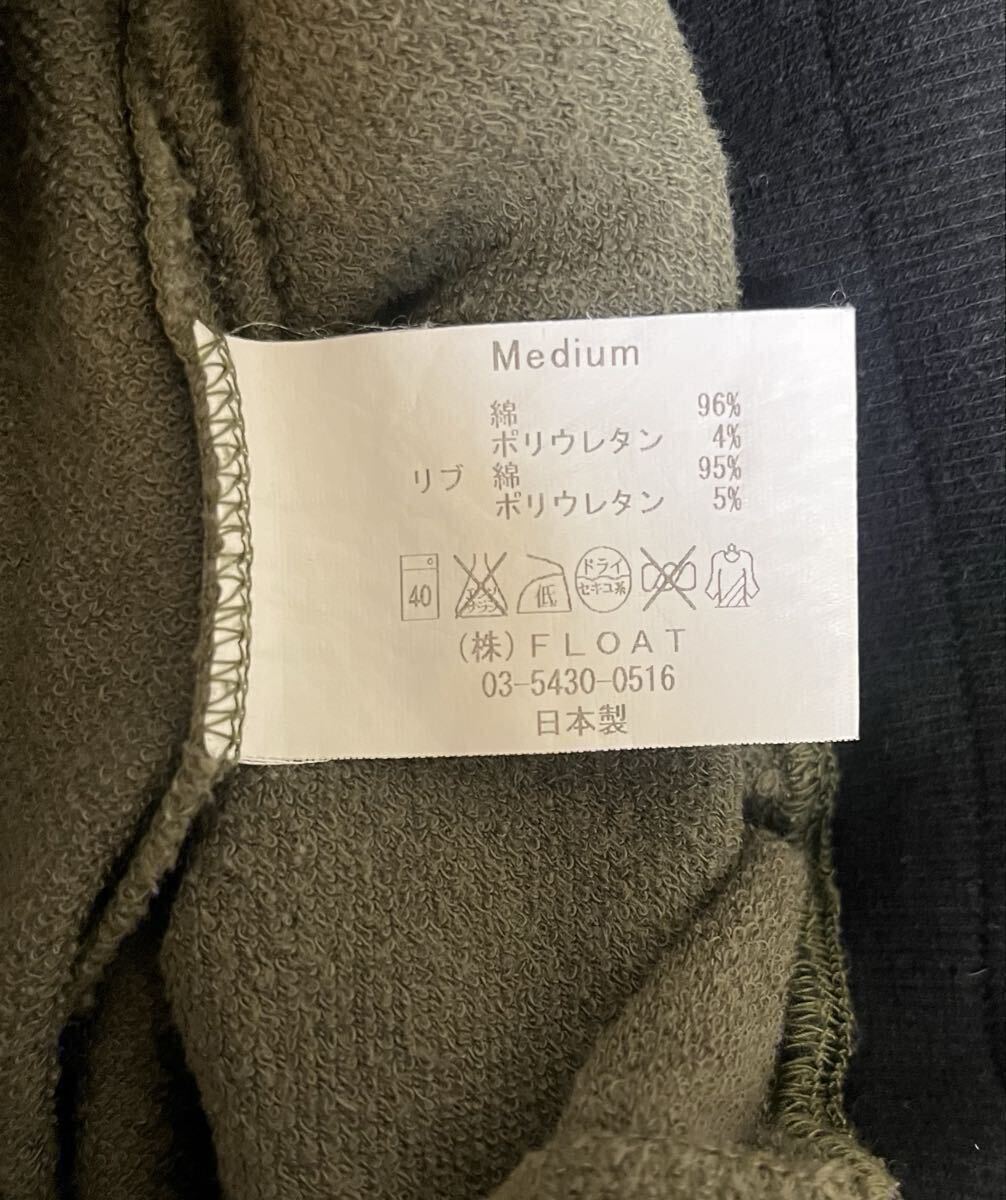 Medium
綿 96%
ポリウレタン 4%
リブ 綿 95%
ポリウレタン 5%
40 低 ドライ セキユ系
(株)FLOAT
03-5430-0516
日本製